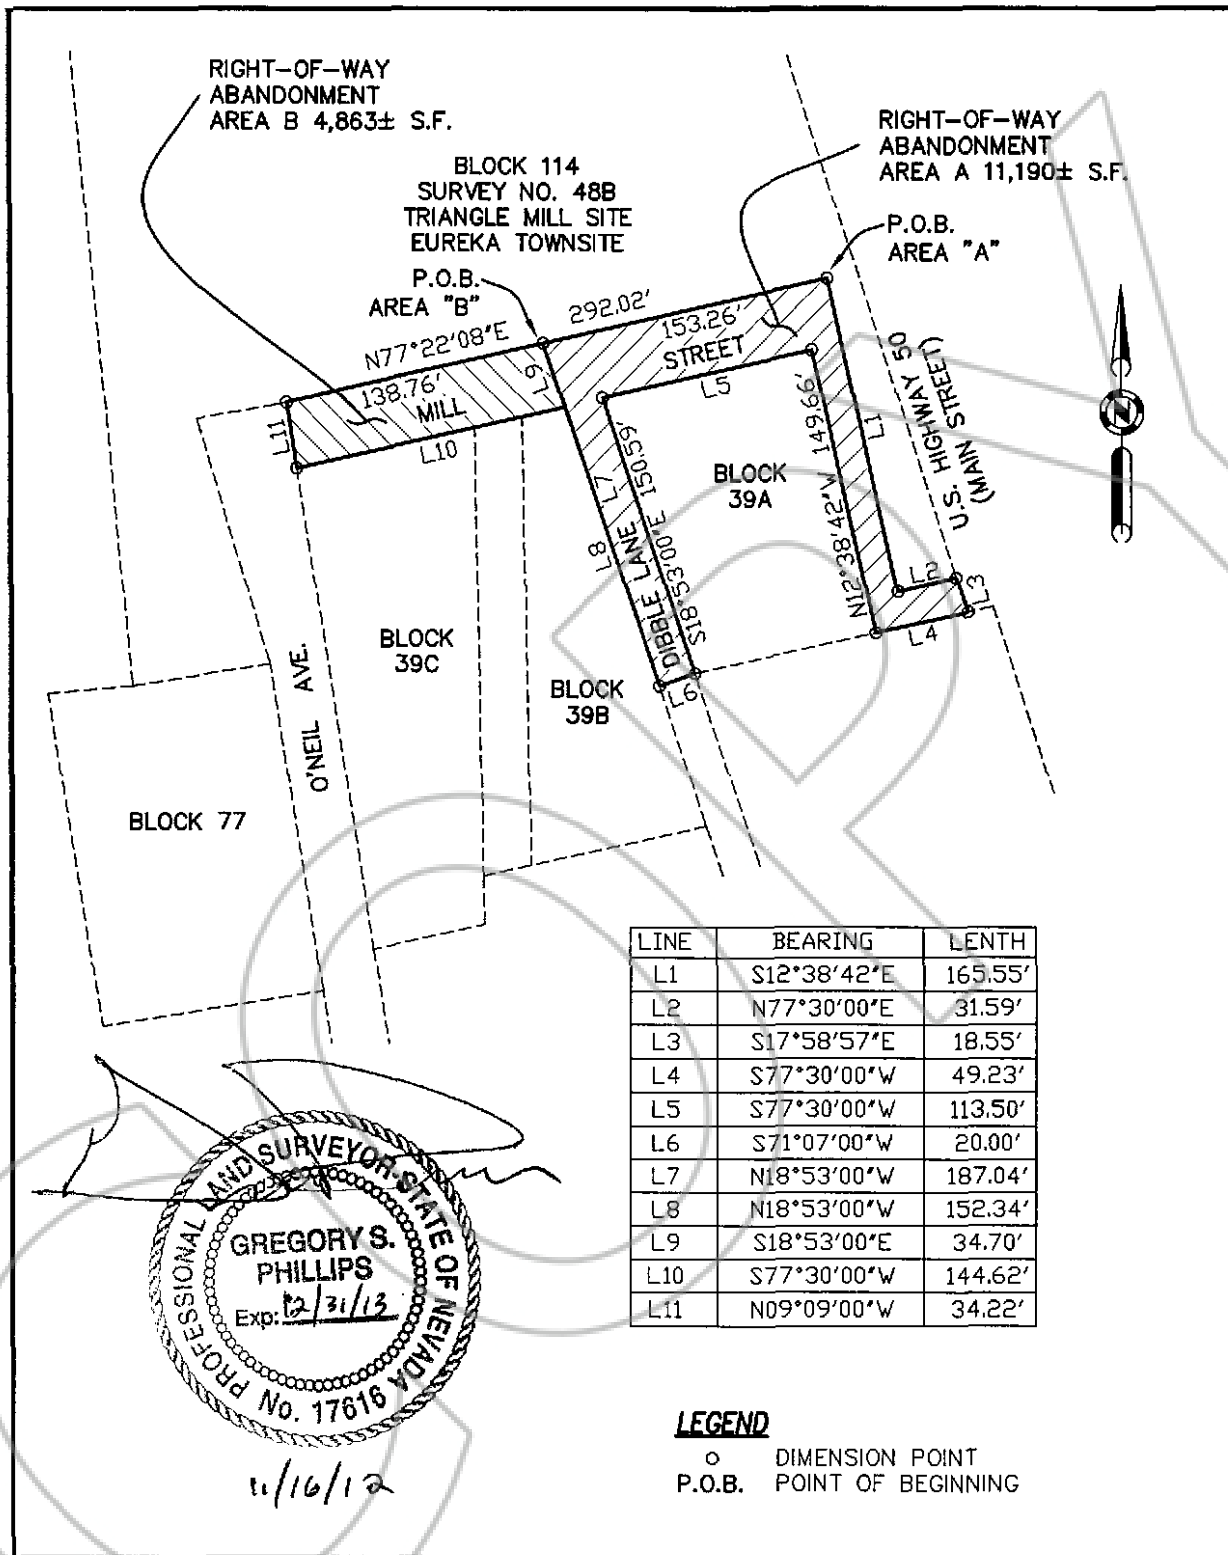 RIGHT-OF-WAY
ABANDONMENT
AREA B 4,863± S.F.
BLOCK 114
SURVEY NO. 48B
TRIANGLE MILL SITE
EUREKA TOWNSITE
RIGHT-OF-WAY
ABANDONMENT
AREA A 11,190± S.F.
P.O.B.
AREA "A"
P.O.B.
AREA "B"
292.02'
N77°22'08"E
153.26'
STREET
138.76'
MILL
L9
L5
L11
L10
L1
N12°38'42"W 149.66'
U.S. HIGHWAY 50
(MAIN STREET)
BLOCK
39A
L7
L8
DIBBLE LANE
S18°53'00"E 150.59'
L2
L3
L4
L6
BLOCK
39C
BLOCK
39B
O'NEIL AVE.
BLOCK 77
N
LINE BEARING LENTH
L1 S12°38'42"E 165.55'
L2 N77°30'00"E 31.59'
L3 S17°58'57"E 18.55'
L4 S77°30'00"W 49.23'
L5 S77°30'00"W 113.50'
L6 S71°07'00"W 20.00'
L7 N18°53'00"W 187.04'
L8 N18°53'00"W 152.34'
L9 S18°53'00"E 34.70'
L10 S77°30'00"W 144.62'
L11 N09°09'00"W 34.22'
PROFESSIONAL LAND SURVEYOR-STATE OF NEVADA
GREGORY S.
PHILLIPS
Exp: 12/31/13
No. 17616
11/16/12
LEGEND
DIMENSION POINT
P.O.B. POINT OF BEGINNING